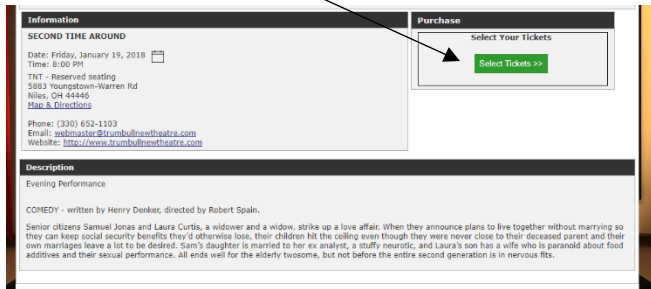 Information
SECOND TIME AROUND
Date: Friday, January 19, 2018
Time: 8:00 PM
TNT - Reserved seating
5883 Youngstown-Warren Rd
Niles, OH 44446
Map & Directions
Phone: (330) 652-1103
Email: webmaster@trumbullnewtheatre.com
Website: http://www.trumbullnewtheatre.com
Purchase
Select Your Tickets
Select Tickets >>
Description
Evening Performance
COMEDY - written by Henry Denker, directed by Robert Spain.
Senior citizens Samuel Jonas and Laura Curtis, a widower and a widow, strike up a love affair. When they announce plans to live together without marrying so
they can keep social security benefits they'd otherwise lose, their children hit the ceiling even though they were never close to their deceased parent and their
own marriages leave a lot to be desired. Sam's daughter is married to her ex analyst, a stuffy neurotic, and Laura's son has a wife who is paranoid about food
additives and their sexual performance. All ends well for the elderly twosome, but not before the entire second generation is in nervous fits.